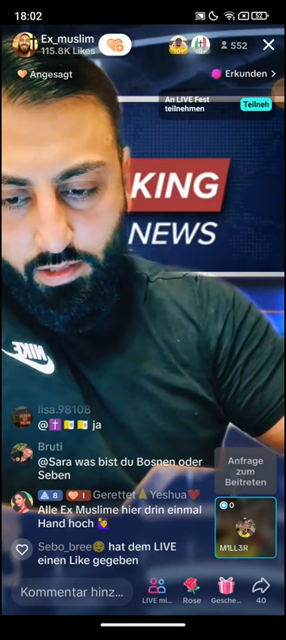 18:02
52
Ex_muslim
115.8K Likes
552
Angesagt
Erkunden >
An LIVE Fest
teilnehmen
Teilneh
KING
NEWS
NIKE
lisa.98108
@✝️🇻🇦🇻🇦 ja
Bruti
@Sara was bist du Bosnen oder
Seben
8 1 Gerettet🙏Yeshua❤️
Alle Ex Muslime hier drin einmal
Hand hoch 🙋‍♀️
Sebo_bree😌 hat dem LIVE
einen Like gegeben
Anfrage
zum
Beitreten
0
M1LL3R
Kommentar hinz...
LIVE mi...
Rose
Gesche...
40